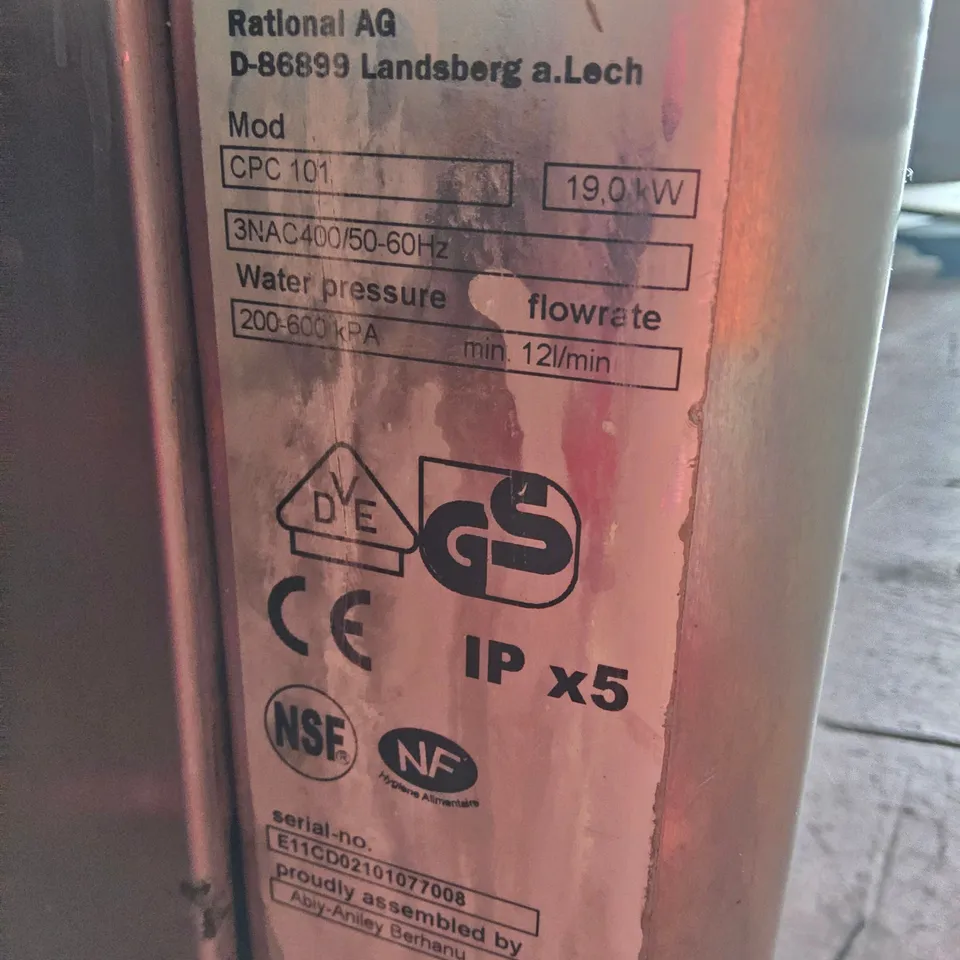 Rational AG
D-86899 Landsberg a.Lech
Mod
CPC 101 19,0 kW
3NAC400/50-60Hz
Water pressure flowrate
200-600 kPA min. 12l/min
DVE
GS
CE IP x5
NSF®
NF
Hygiene Alimentaire
serial-no.
E11CD02101077008
proudly assembled by
Abiy-Aniley Berhanu